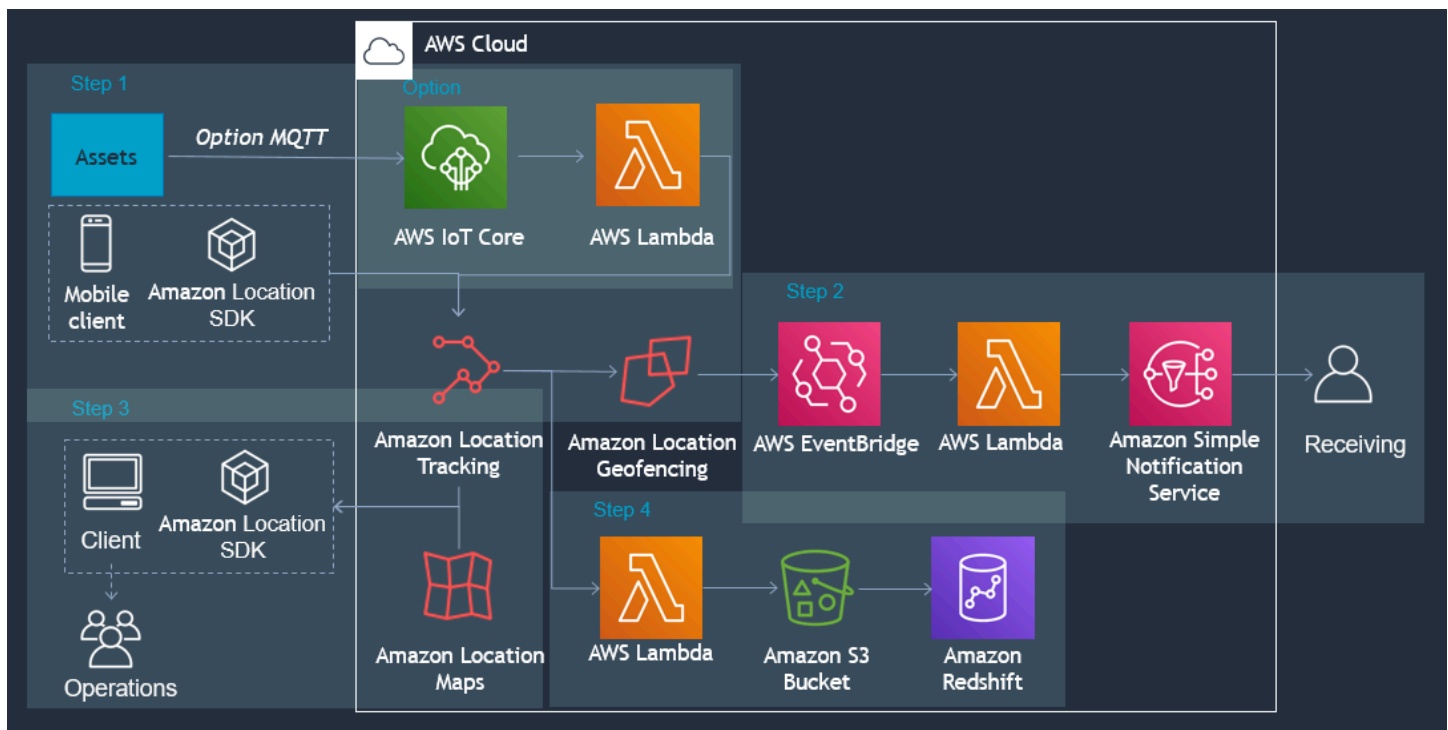 AWS Cloud
Step 1
Option
Assets
Option MQTT
AWS IoT Core
AWS Lambda
Mobile
client
Amazon Location
SDK
Step 2
Amazon Location
Tracking
Amazon Location
Geofencing
AWS EventBridge
AWS Lambda
Amazon Simple
Notification
Service
Receiving
Step 3
Client
Amazon Location
SDK
Operations
Amazon Location
Maps
Step 4
AWS Lambda
Amazon S3
Bucket
Amazon
Redshift